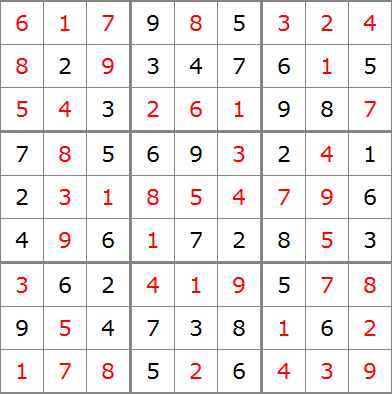 6 1 7 9 8 5 3 2 4
8 2 9 3 4 7 6 1 5
5 4 3 2 6 1 9 8 7
7 8 5 6 9 3 2 4 1
2 3 1 8 5 4 7 9 6
4 9 6 1 7 2 8 5 3
3 6 2 4 1 9 5 7 8
9 5 4 7 3 8 1 6 2
1 7 8 5 2 6 4 3 9